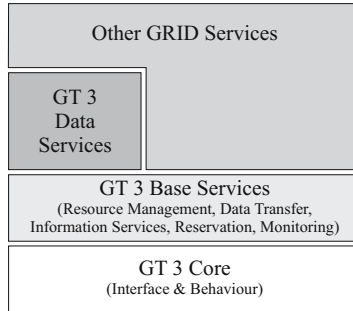 Other GRID Services
GT 3
Data
Services
GT 3 Base Services
(Resource Management, Data Transfer,
Information Services, Reservation, Monitoring)
GT 3 Core
(Interface & Behaviour)